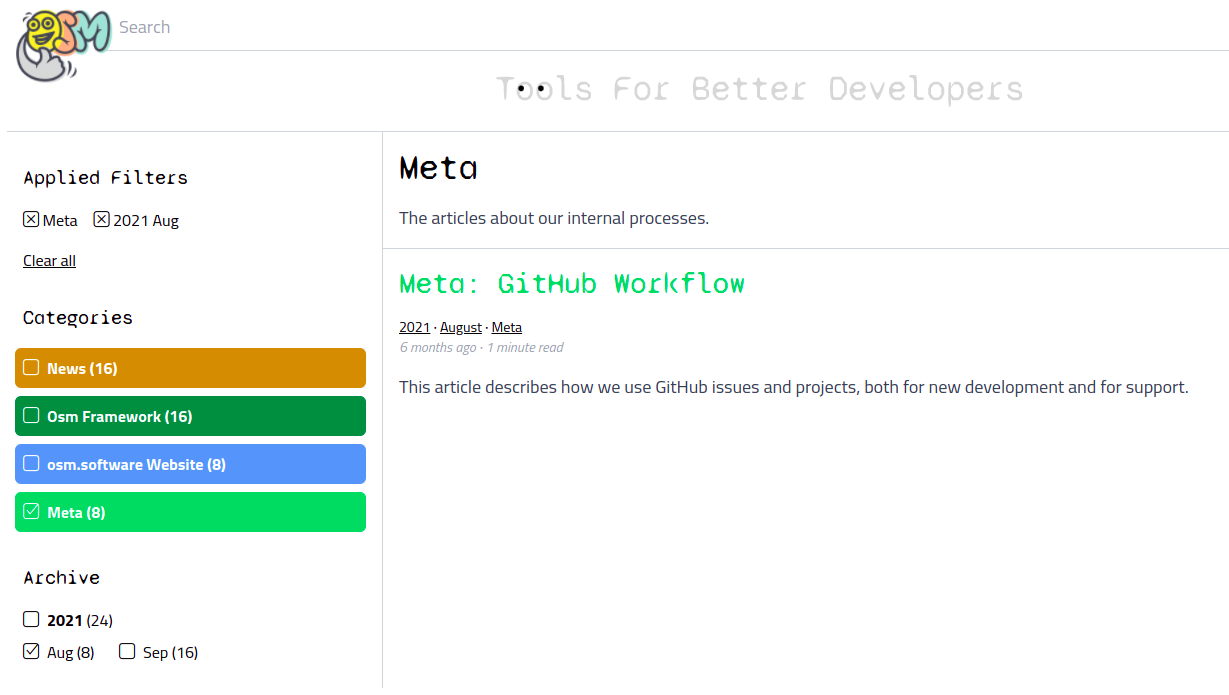 OSM
Search
Tools For Better Developers
Applied Filters
Meta 2021 Aug
Clear all
Categories
News (16)
Osm Framework (16)
osm.software Website (8)
Meta (8)
Archive
2021 (24)
Aug (8) Sep (16)
Meta
The articles about our internal processes.
Meta: GitHub Workflow
2021 · August · Meta
6 months ago · 1 minute read
This article describes how we use GitHub issues and projects, both for new development and for support.